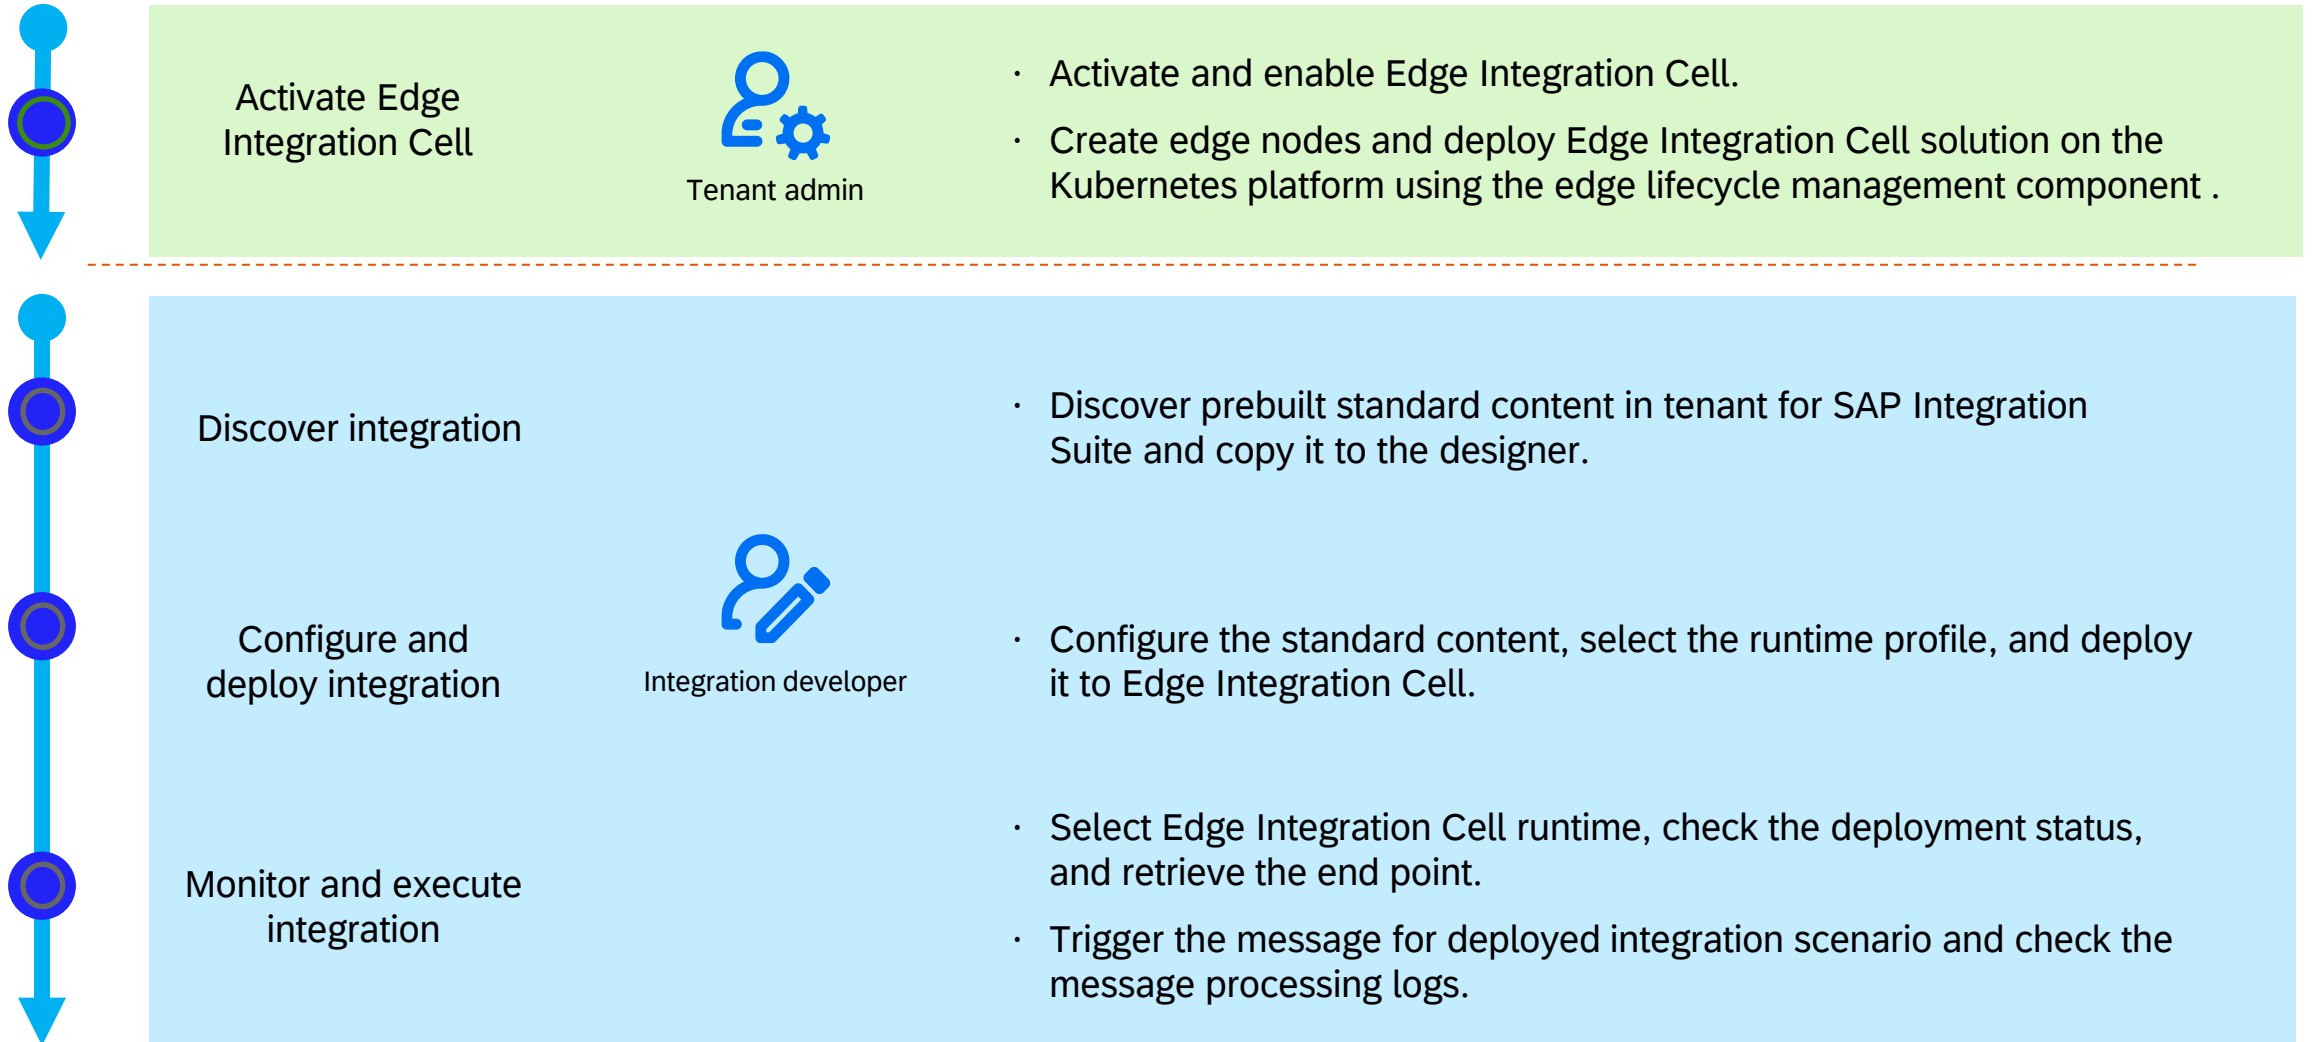 Activate Edge
Integration Cell
Tenant admin
· Activate and enable Edge Integration Cell.
· Create edge nodes and deploy Edge Integration Cell solution on the
Kubernetes platform using the edge lifecycle management component .
Discover integration
· Discover prebuilt standard content in tenant for SAP Integration
Suite and copy it to the designer.
Configure and
deploy integration
Integration developer
· Configure the standard content, select the runtime profile, and deploy
it to Edge Integration Cell.
Monitor and execute
integration
· Select Edge Integration Cell runtime, check the deployment status,
and retrieve the end point.
· Trigger the message for deployed integration scenario and check the
message processing logs.